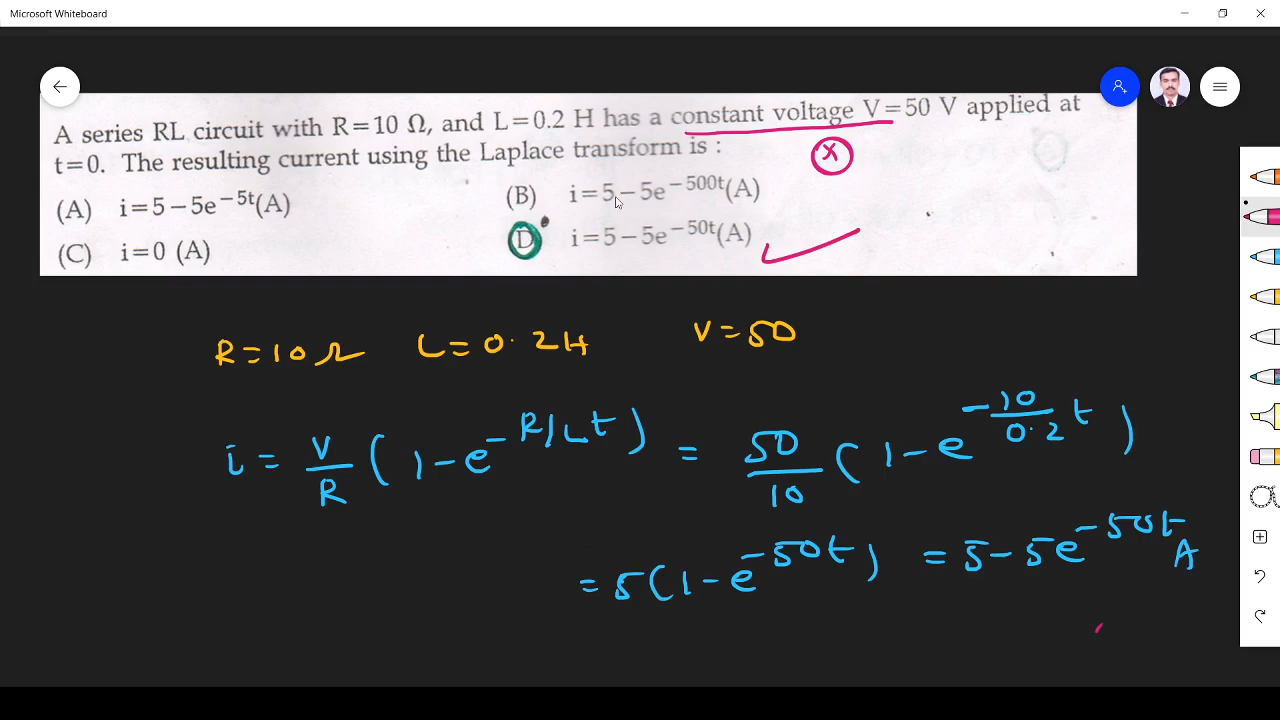 Microsoft Whiteboard
A series RL circuit with R=10 Ω, and L=0.2 H has a constant voltage V=50 V applied at
t=0. The resulting current using the Laplace transform is :
X
(A) i=5-5e^{-5t}(A) (B) i=5-5e^{-500t}(A)
(C) i=0 (A) D i=5-5e^{-50t}(A)
R=10Ω L=0.2H V=50
i = V/R (1-e^{-R/L t}) = 50/10 (1-e^{-10/0.2 t})
= 5(1-e^{-50t}) = 5-5e^{-50t} A